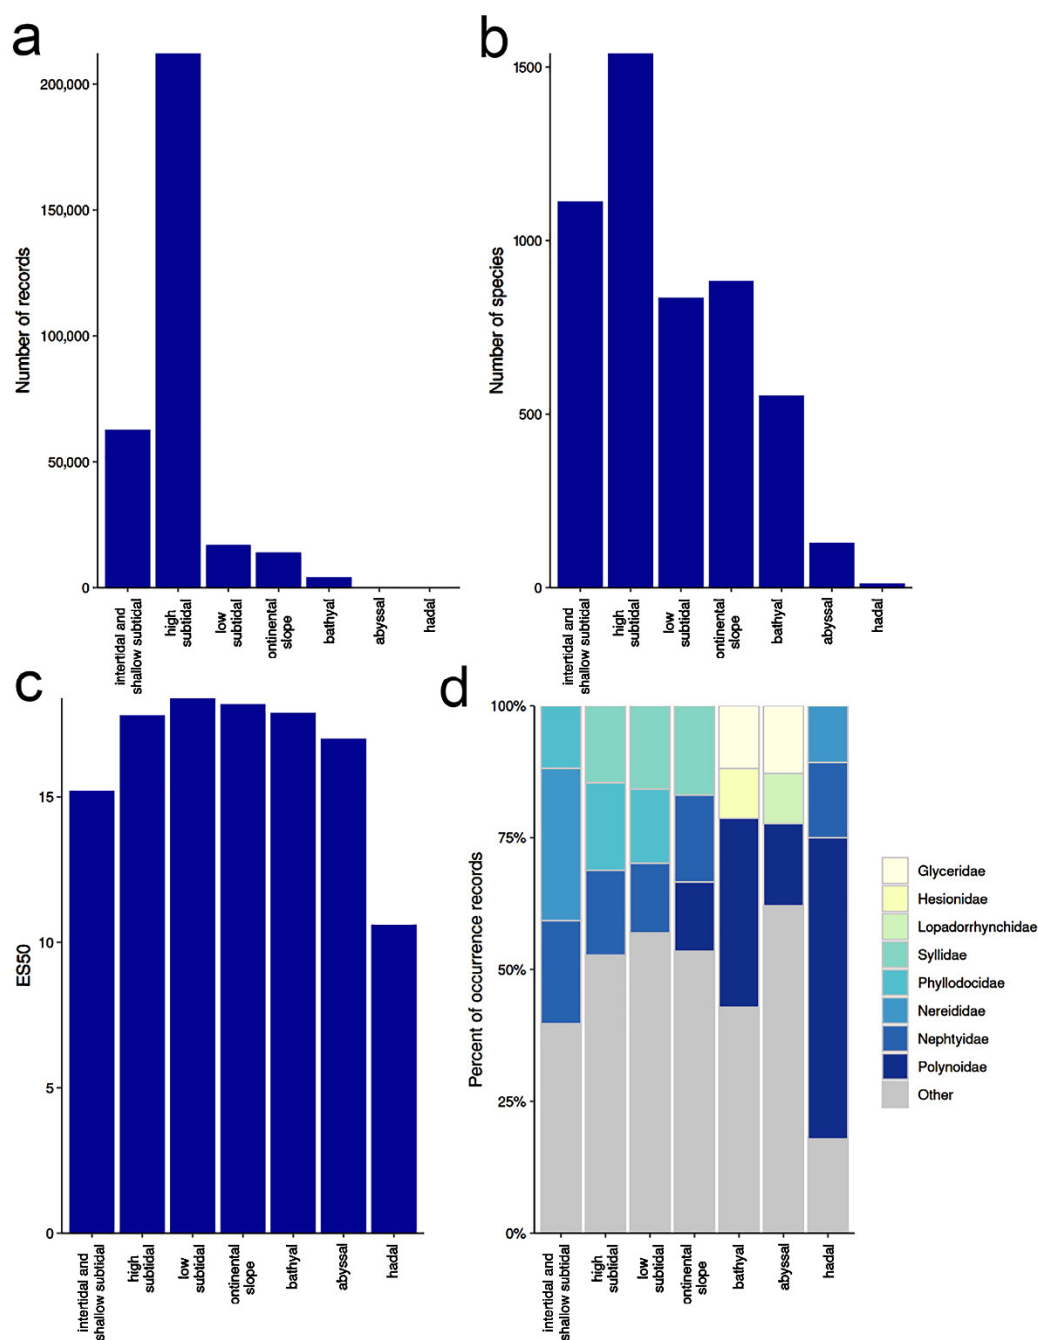 a
Number of records
200,000
150,000
100,000
50,000
0
intertidal and
shallow subtidal
high
subtidal
low
subtidal
ontinental
slope
bathyal
abyssal
hadal
b
Number of species
1500
1000
500
0
intertidal and
shallow subtidal
high
subtidal
low
subtidal
ontinental
slope
bathyal
abyssal
hadal
c
ES50
15
10
5
0
intertidal and
shallow subtidal
high
subtidal
low
subtidal
ontinental
slope
bathyal
abyssal
hadal
d
Percent of occurrence records
100%
75%
50%
25%
0%
intertidal and
shallow subtidal
high
subtidal
low
subtidal
ontinental
slope
bathyal
abyssal
hadal
Glyceridae
Hesionidae
Lopadorrhynchidae
Syllidae
Phyllodocidae
Nereididae
Nephtyidae
Polynoidae
Other